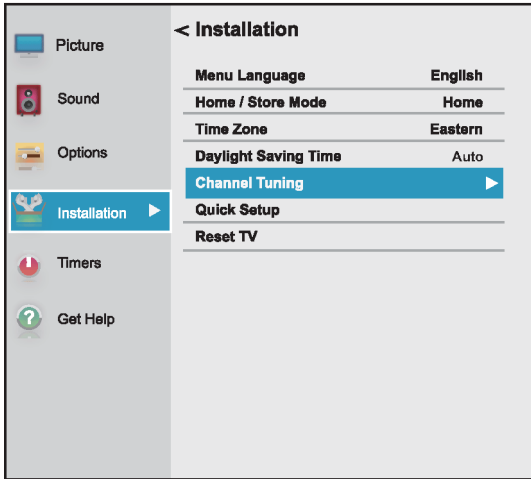 Picture
Sound
Options
Installation
Timers
Get Help
< Installation
Menu Language English
Home / Store Mode Home
Time Zone Eastern
Daylight Saving Time Auto
Channel Tuning
Quick Setup
Reset TV